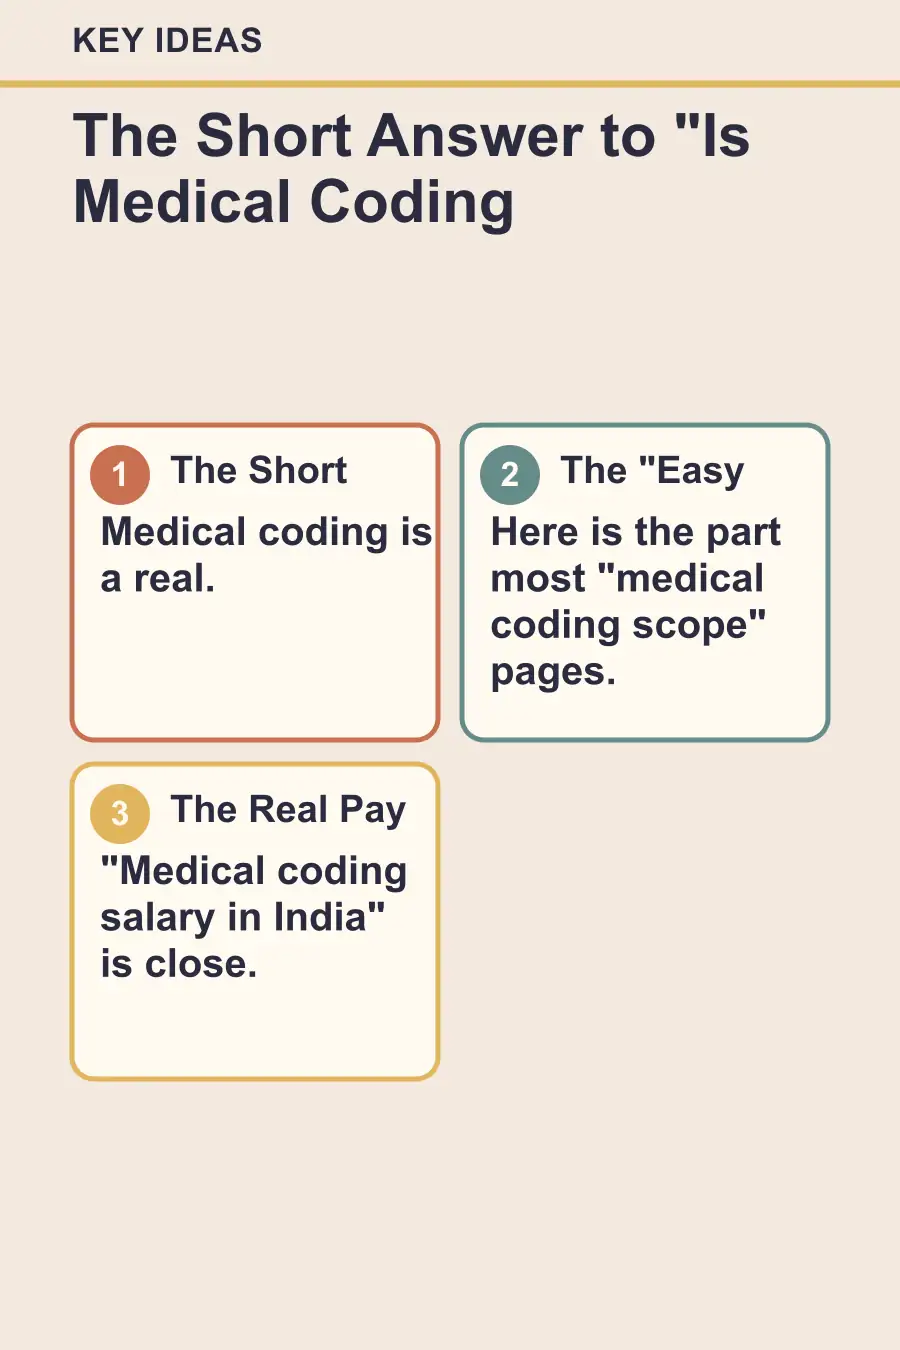 KEY IDEAS
The Short Answer to "Is
Medical Coding
1 The Short
Medical coding is
a real.
2 The "Easy
Here is the part
most "medical
coding scope"
pages.
3 The Real Pay
"Medical coding
salary in India"
is close.